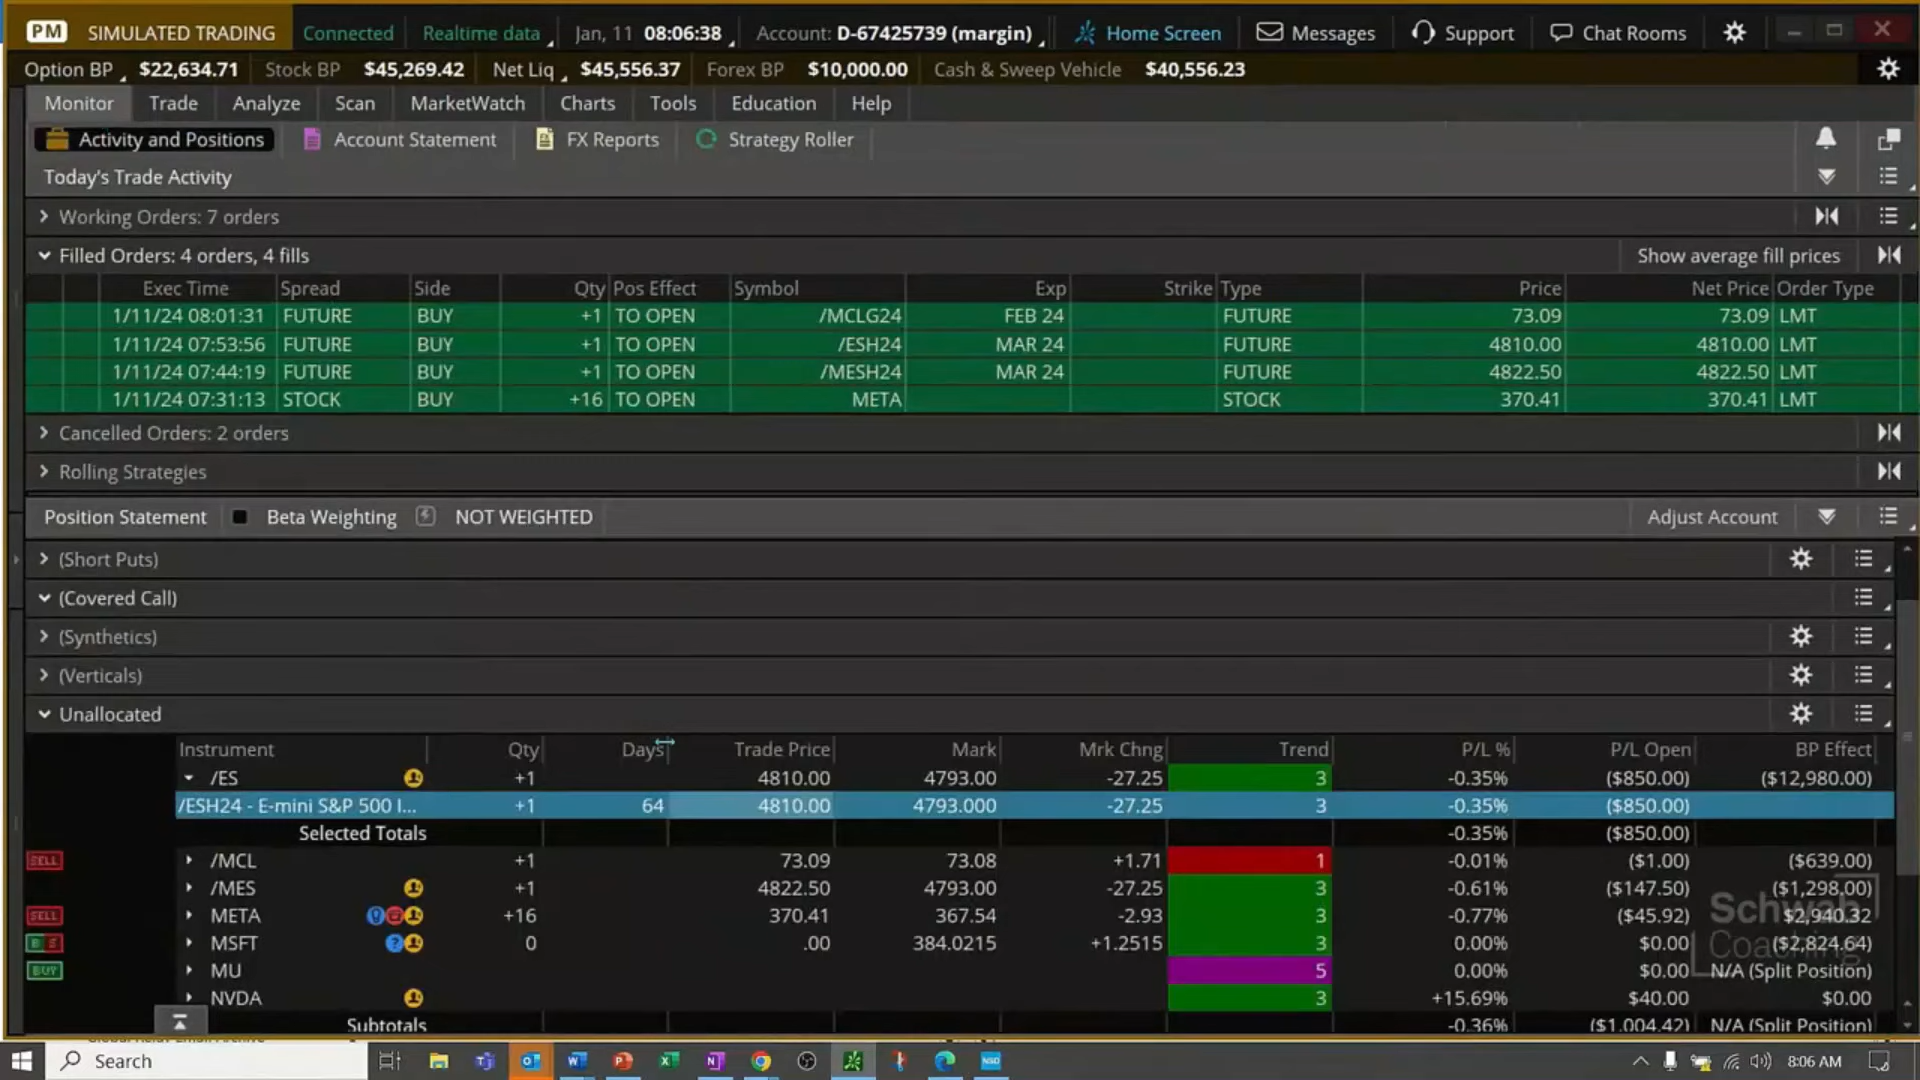 PM SIMULATED TRADING Connected Realtime data Jan, 11 08:06:38 Account: D-67425739 (margin) Home Screen Messages Support Chat Rooms
Option BP $22,634.71 Stock BP $45,269.42 Net Liq $45,556.37 Forex BP $10,000.00 Cash & Sweep Vehicle $40,556.23
Monitor Trade Analyze Scan MarketWatch Charts Tools Education Help
Activity and Positions Account Statement FX Reports Strategy Roller
Today's Trade Activity
Working Orders: 7 orders
Filled Orders: 4 orders, 4 fills Show average fill prices
Exec Time Spread Side Qty Pos Effect Symbol Exp Strike Type Price Net Price Order Type
1/11/24 08:01:31 FUTURE BUY +1 TO OPEN /MCLG24 FEB 24 FUTURE 73.09 73.09 LMT
1/11/24 07:53:56 FUTURE BUY +1 TO OPEN /ESH24 MAR 24 FUTURE 4810.00 4810.00 LMT
1/11/24 07:44:19 FUTURE BUY +1 TO OPEN /MESH24 MAR 24 FUTURE 4822.50 4822.50 LMT
1/11/24 07:31:13 STOCK BUY +16 TO OPEN META STOCK 370.41 370.41 LMT
Cancelled Orders: 2 orders
Rolling Strategies
Position Statement Beta Weighting NOT WEIGHTED Adjust Account
(Short Puts)
(Covered Call)
(Synthetics)
(Verticals)
Unallocated
Instrument Qty Days Trade Price Mark Mrk Chng Trend P/L % P/L Open BP Effect
/ES +1 4810.00 4793.00 -27.25 3 -0.35% ($850.00) ($12,980.00)
/ESH24 - E-mini S&P 500 I... +1 64 4810.00 4793.000 -27.25 3 -0.35% ($850.00)
Selected Totals -0.35% ($850.00)
SELL /MCL +1 73.09 73.08 +1.71 1 -0.01% ($1.00) ($639.00)
/MES +1 4822.50 4793.00 -27.25 3 -0.61% ($147.50) ($1,298.00)
SELL META +16 370.41 367.54 -2.93 3 -0.77% ($45.92) $2,940.32
B S MSFT 0 .00 384.0215 +1.2515 3 0.00% $0.00 ($2,824.64)
BUY MU 5 0.00% $0.00 N/A (Split Position)
NVDA 3 +15.69% $40.00 $0.00
Subtotals -0.36% ($1,004.42) N/A (Split Position)
Schwab
Coaching
Search 8:06 AM